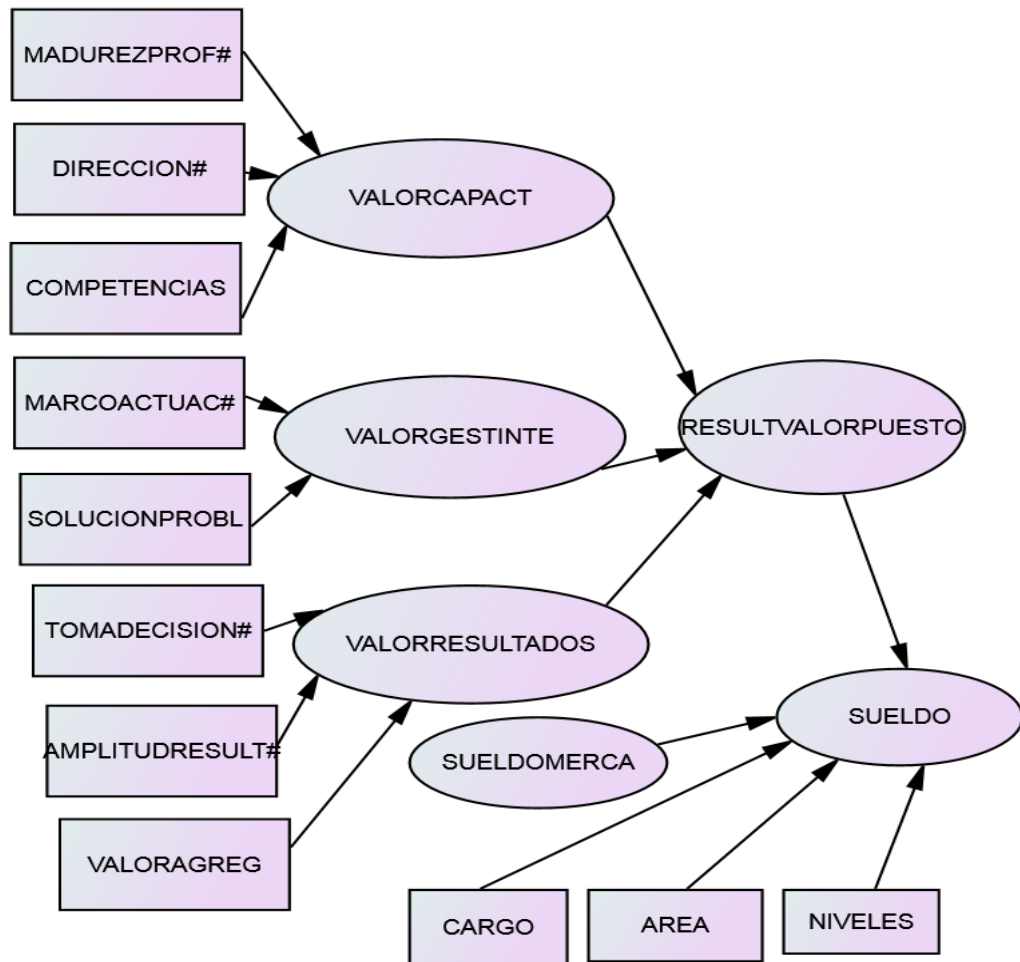 MADUREZPROF#
DIRECCION#
VALORCAPACT
COMPETENCIAS
MARCOACTUAC#
VALORGESTINTE
RESULTVALORPUESTO
SOLUCIONPROBL
TOMADECISION#
VALORRESULTADOS
AMPLITUDRESULT#
SUELDOMERCA
SUELDO
VALORAGREG
CARGO
AREA
NIVELES